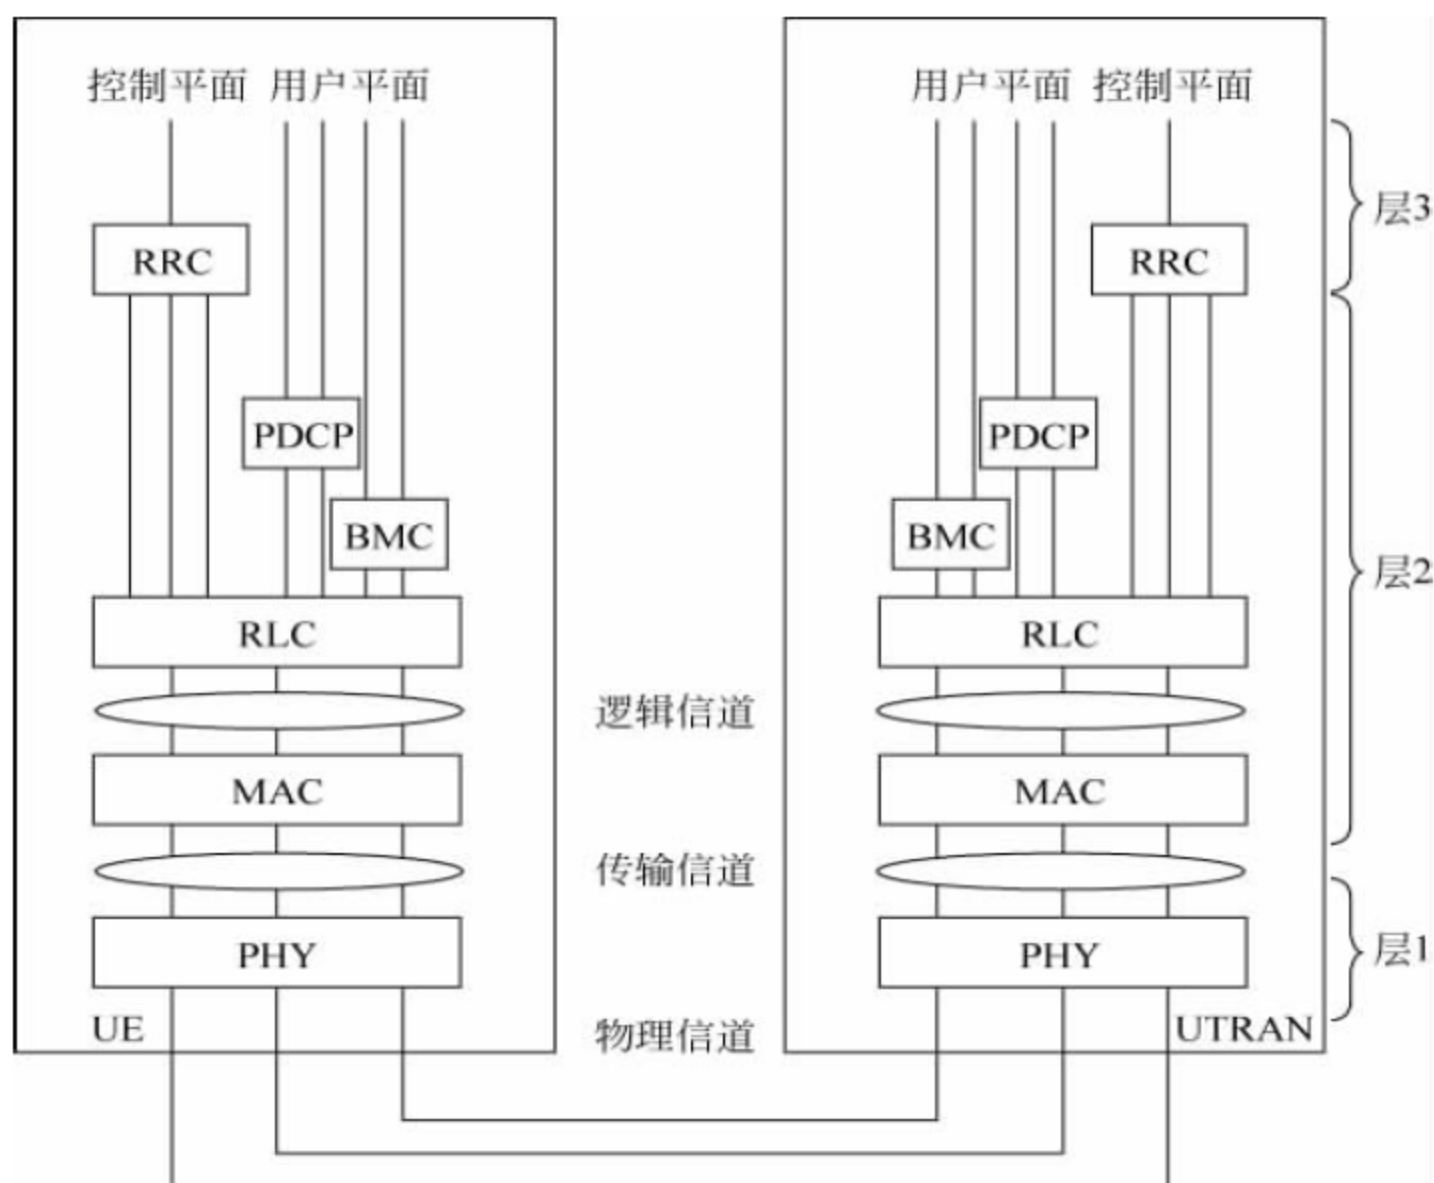 控制平面 用户平面
用户平面 控制平面
层3
RRC
RRC
PDCP
PDCP
BMC
BMC
层2
RLC
RLC
逻辑信道
MAC
MAC
传输信道
PHY
PHY
层1
UE
物理信道
UTRAN